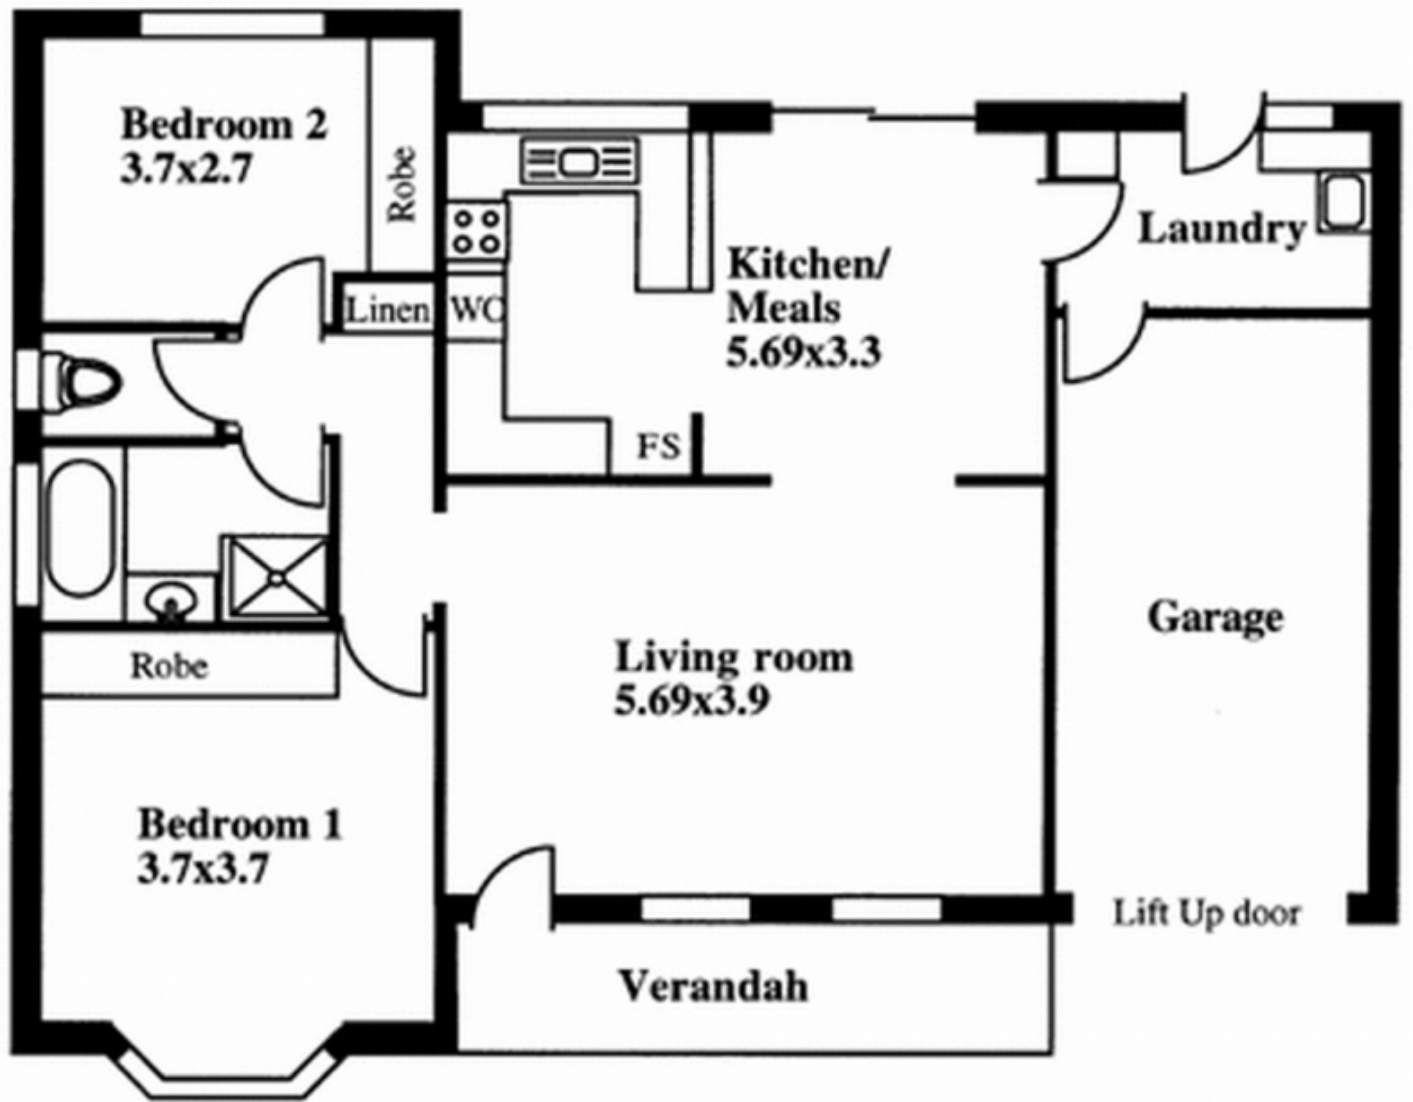 Bedroom 2
3.7x2.7
Robe
Linen
WO
Kitchen/
Meals
5.69x3.3
Laundry
FS
Garage
Living room
5.69x3.9
Robe
Bedroom 1
3.7x3.7
Lift Up door
Verandah